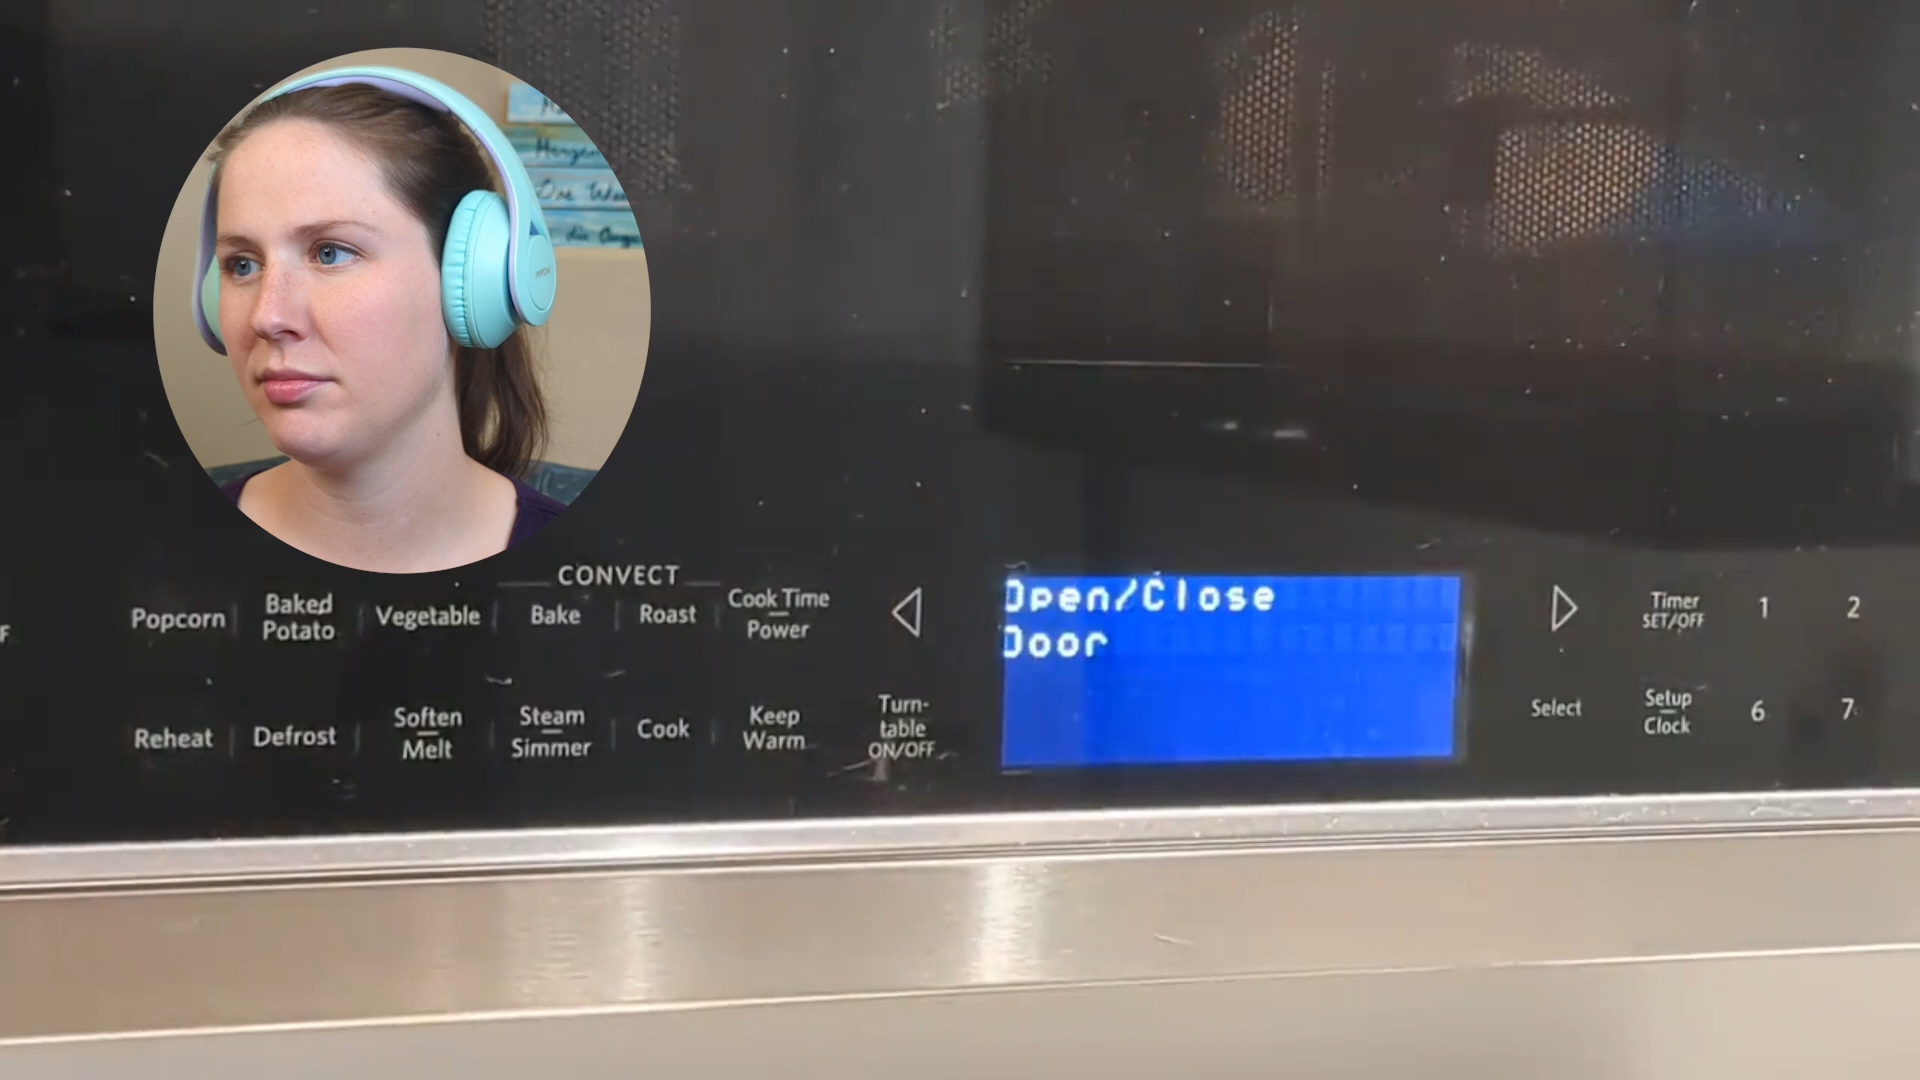 CONVECT
Popcorn
Baked
Potato
Vegetable
Bake
Roast
Cook Time
Power
Open/Close
Door
Timer
SET/OFF
1
2
F
Reheat
Defrost
Soften
Melt
Steam
Simmer
Cook
Keep
Warm
Turn-
table
ON/OFF
Select
Setup
Clock
6
7